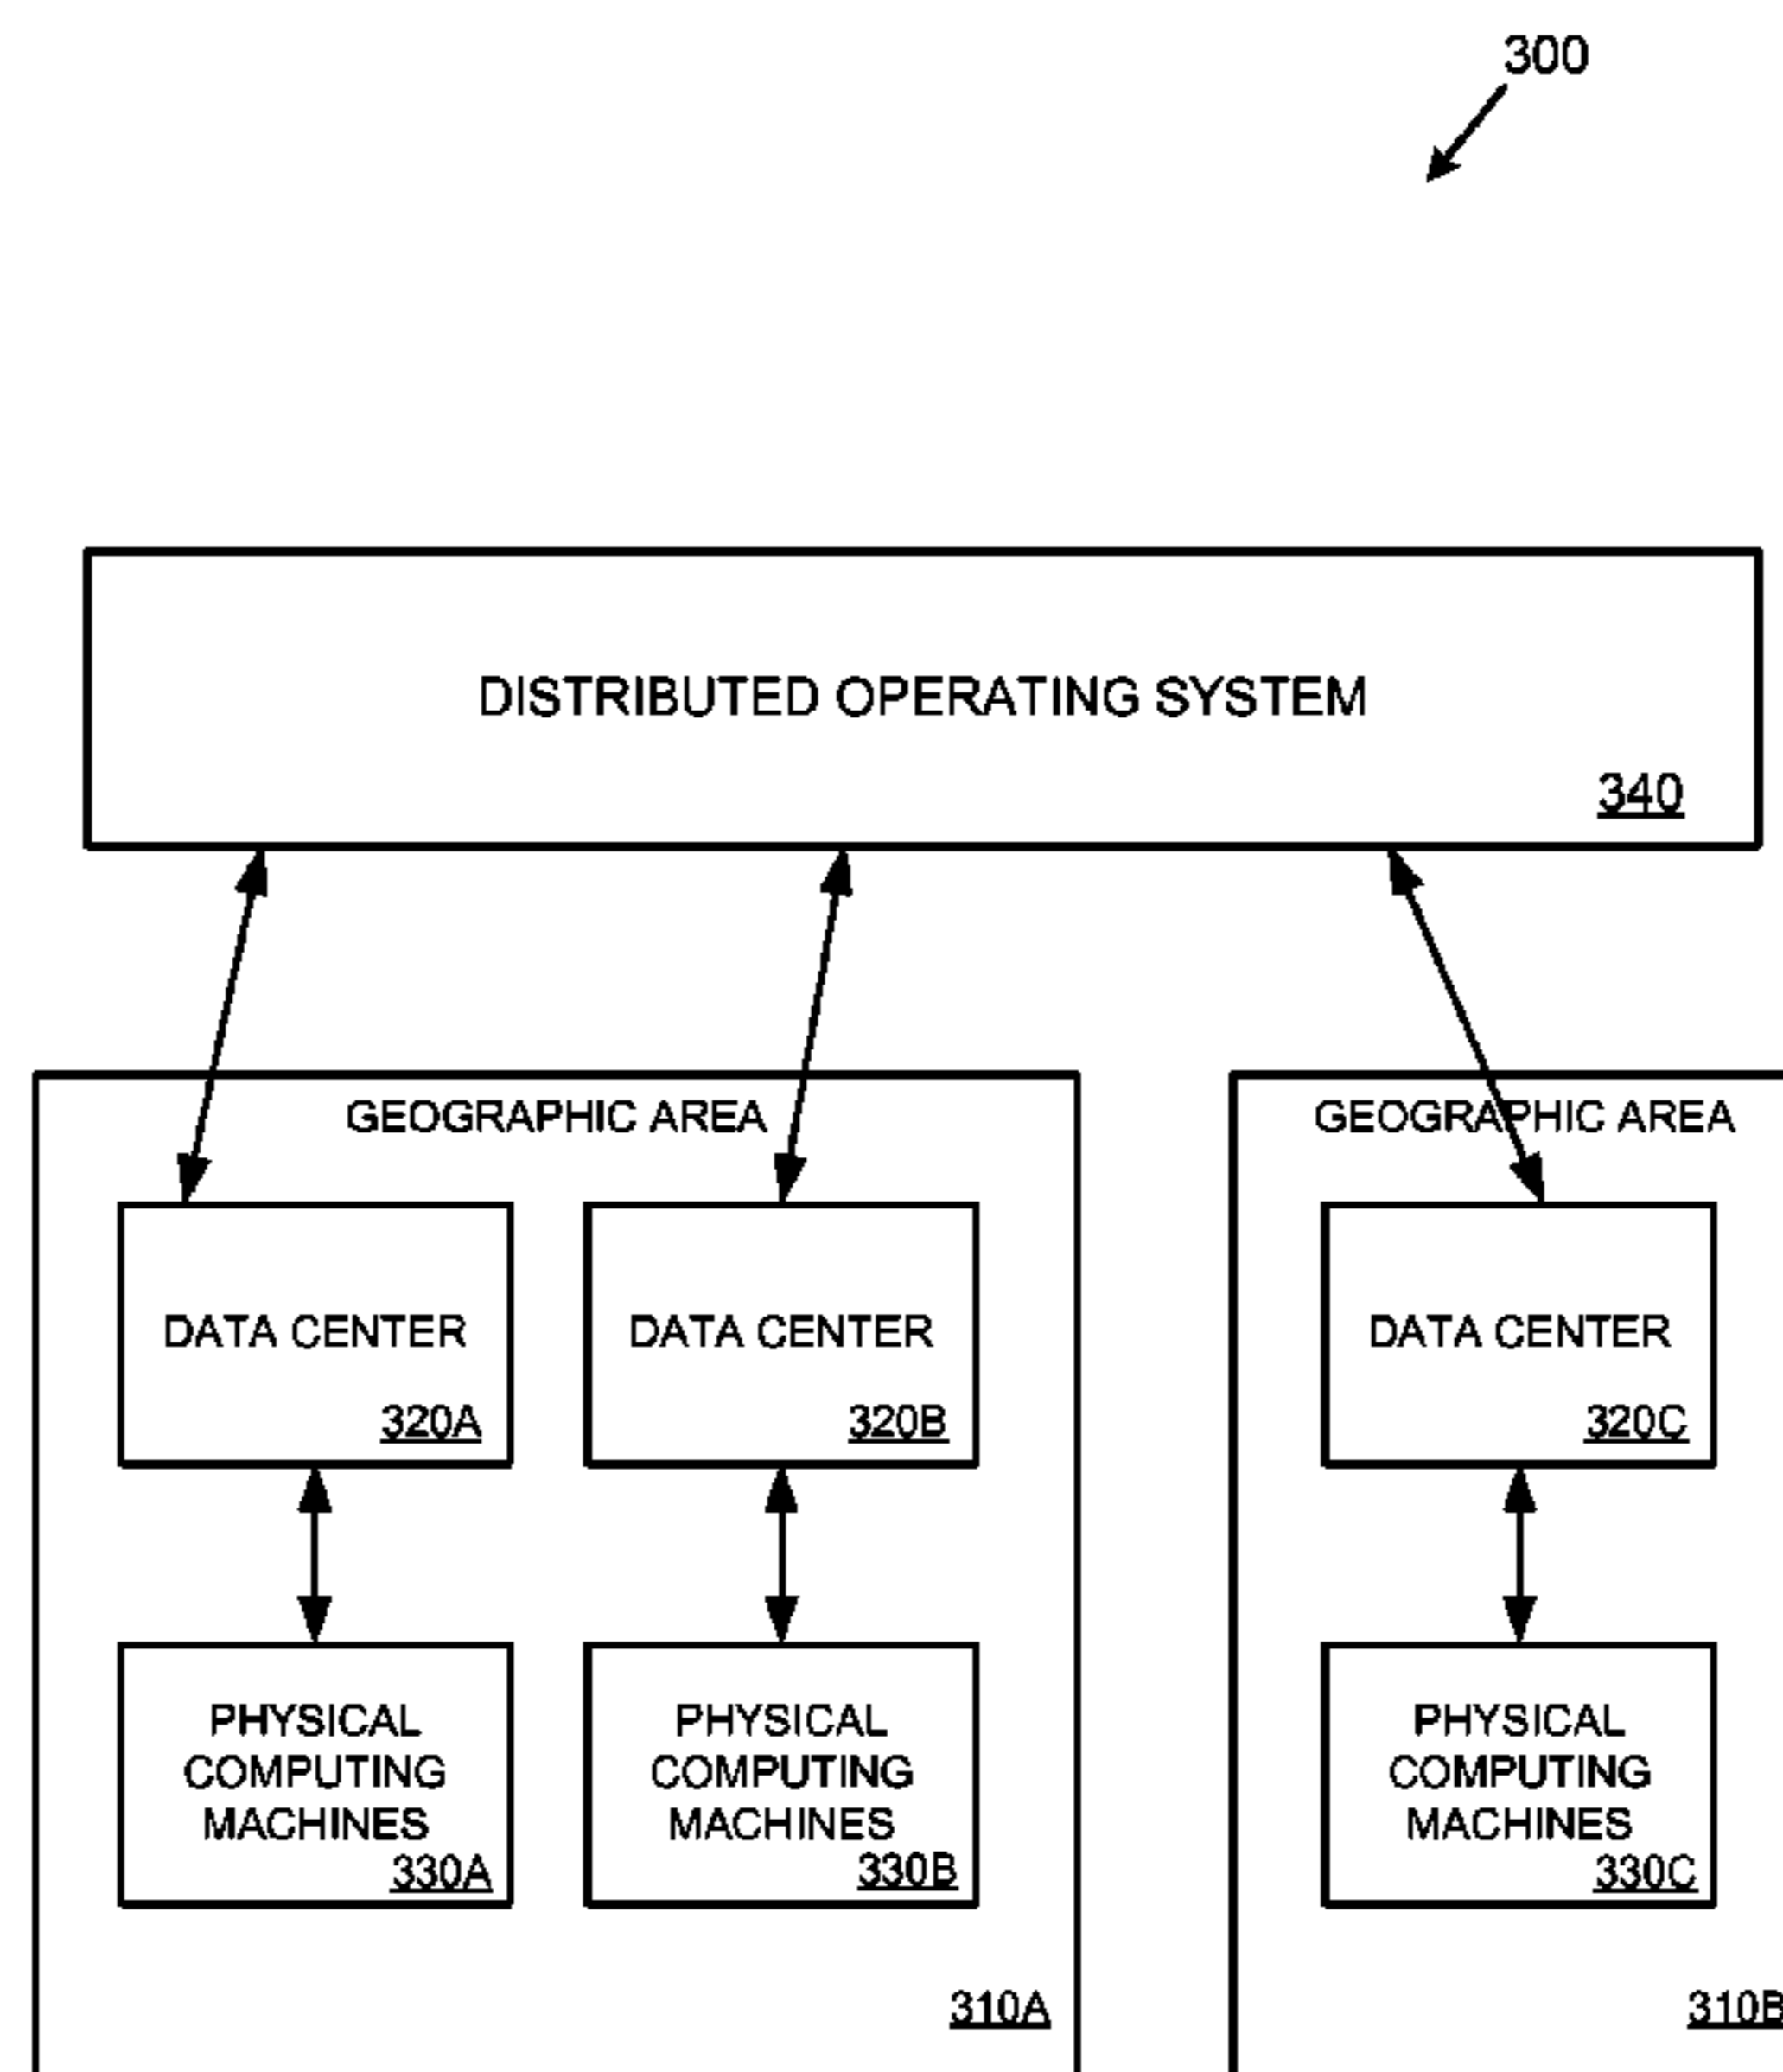 300
DISTRIBUTED OPERATING SYSTEM
340
GEOGRAPHIC AREA
DATA CENTER
320A
DATA CENTER
320B
PHYSICAL
COMPUTING
MACHINES
330A
PHYSICAL
COMPUTING
MACHINES
330B
310A
GEOGRAPHIC AREA
DATA CENTER
320C
PHYSICAL
COMPUTING
MACHINES
330C
310B